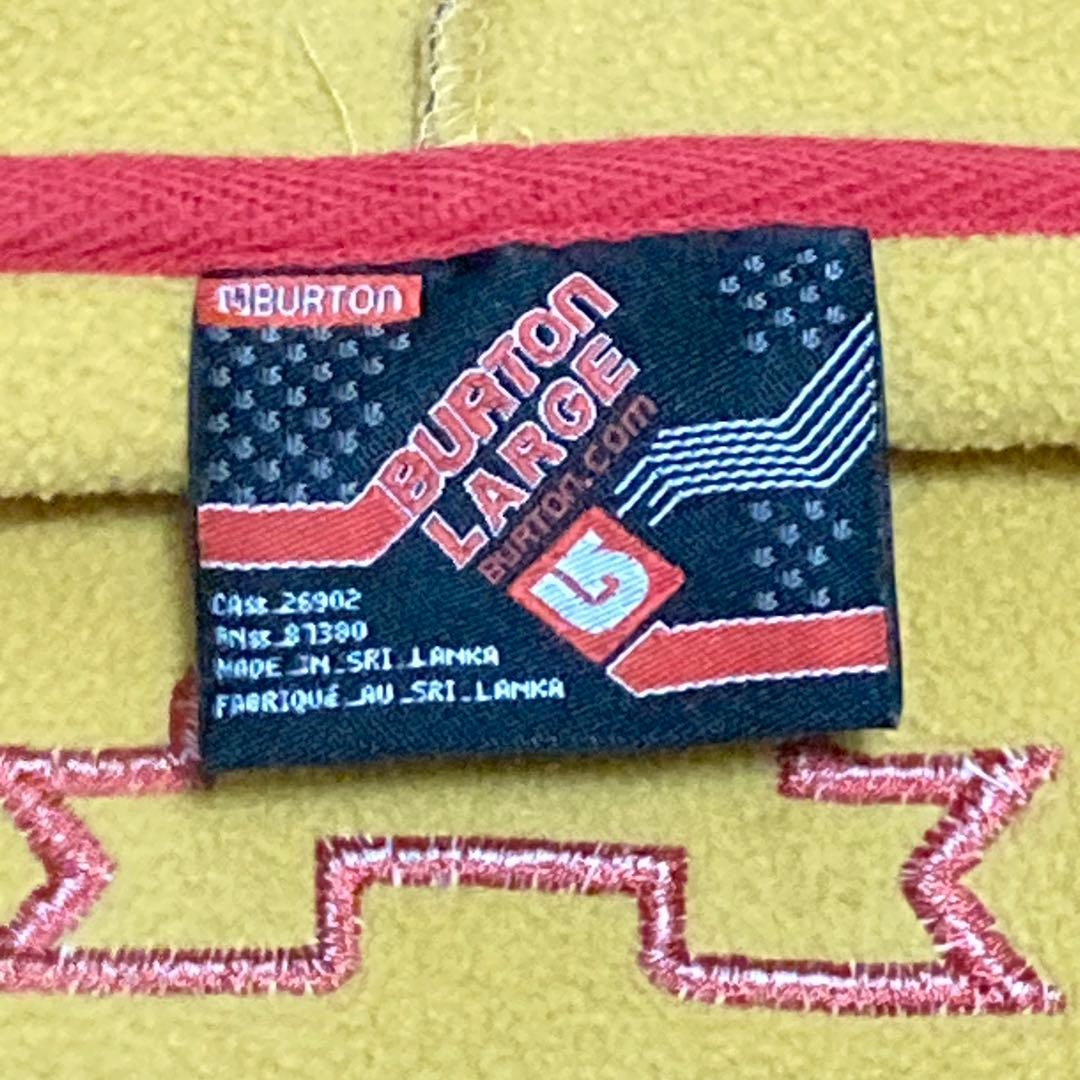 BURTON
BURTON
LARGE
BURTON.COM
CA# 26902
RN# 87380
MADE IN SRI LANKA
FABRIQUÉ AU SRI LANKA